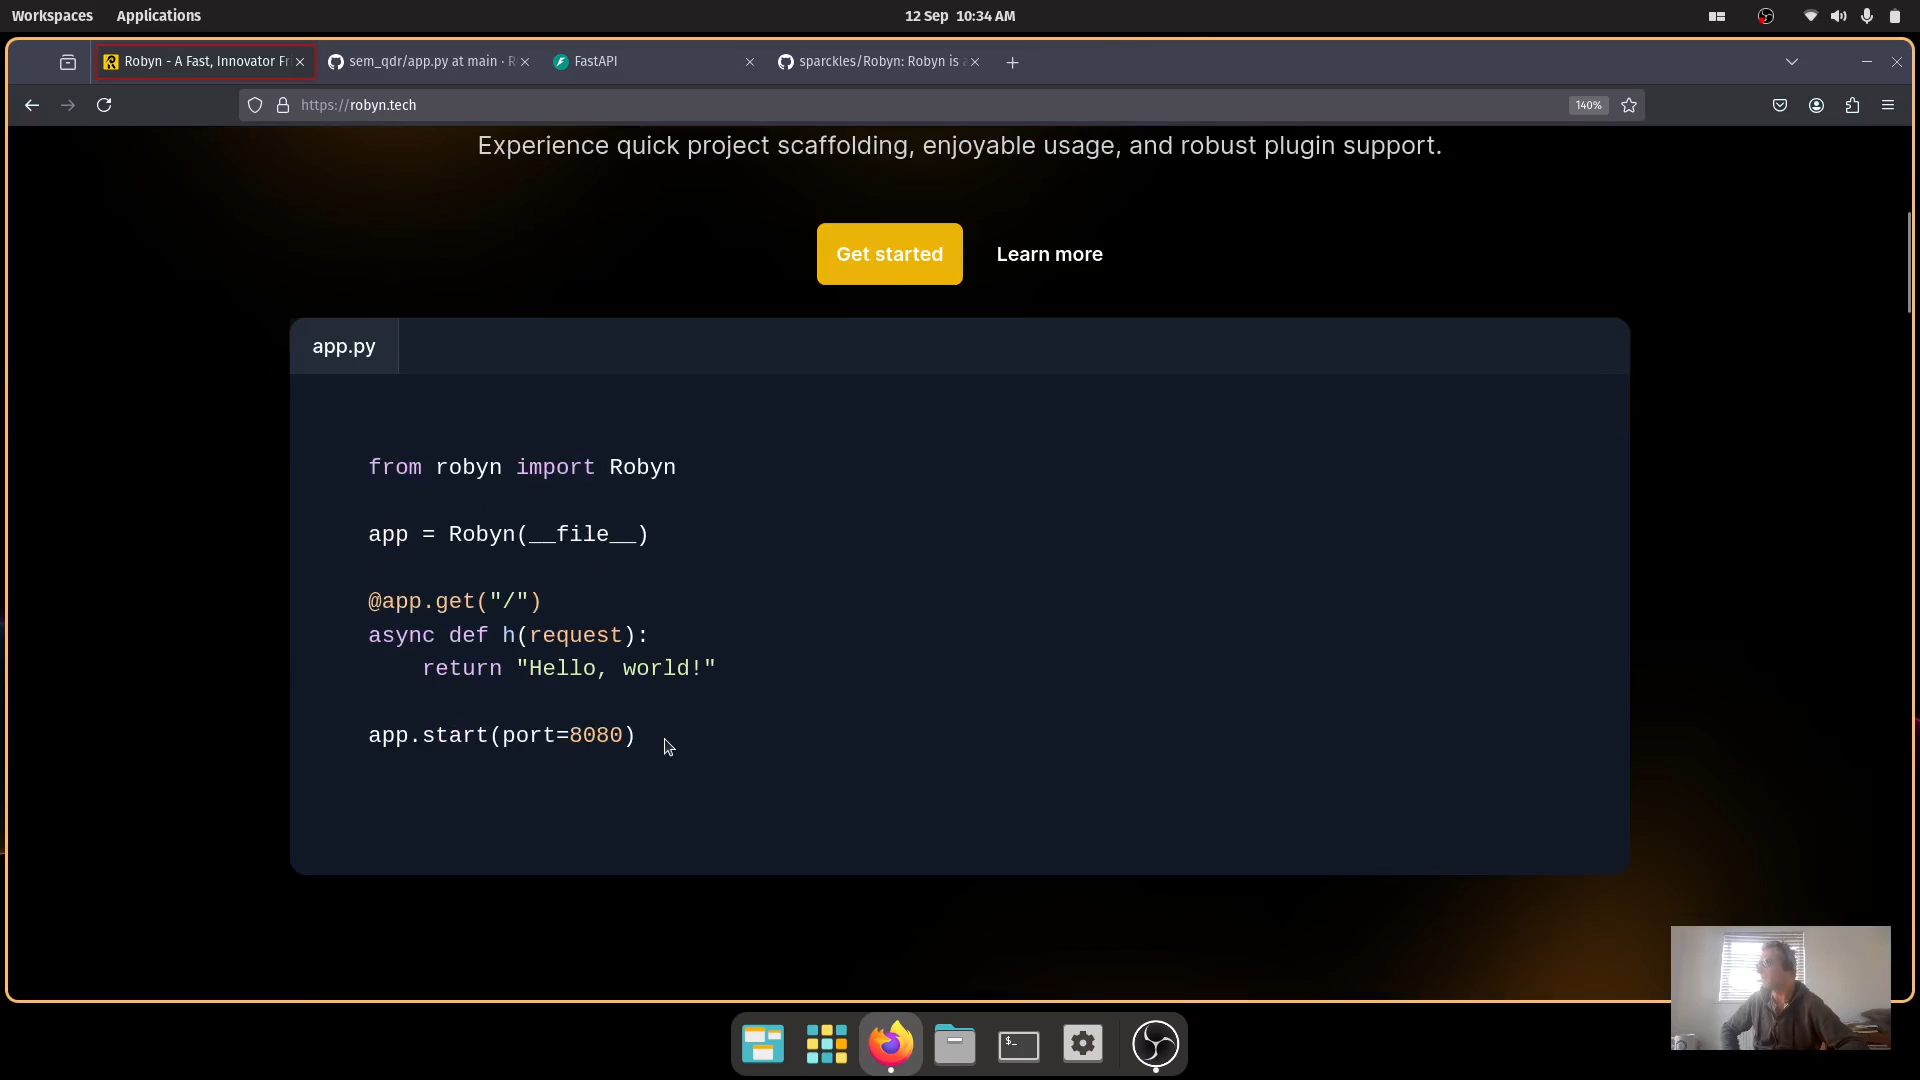 Workspaces Applications 12 Sep 10:34 AM
Robyn - A Fast, Innovator Fri sem_qdr/app.py at main · R FastAPI sparckles/Robyn: Robyn is a
https://robyn.tech 140%
Experience quick project scaffolding, enjoyable usage, and robust plugin support.
Get started Learn more
app.py
from robyn import Robyn
app = Robyn(__file__)
@app.get("/")
async def h(request):
    return "Hello, world!"
app.start(port=8080)
$_